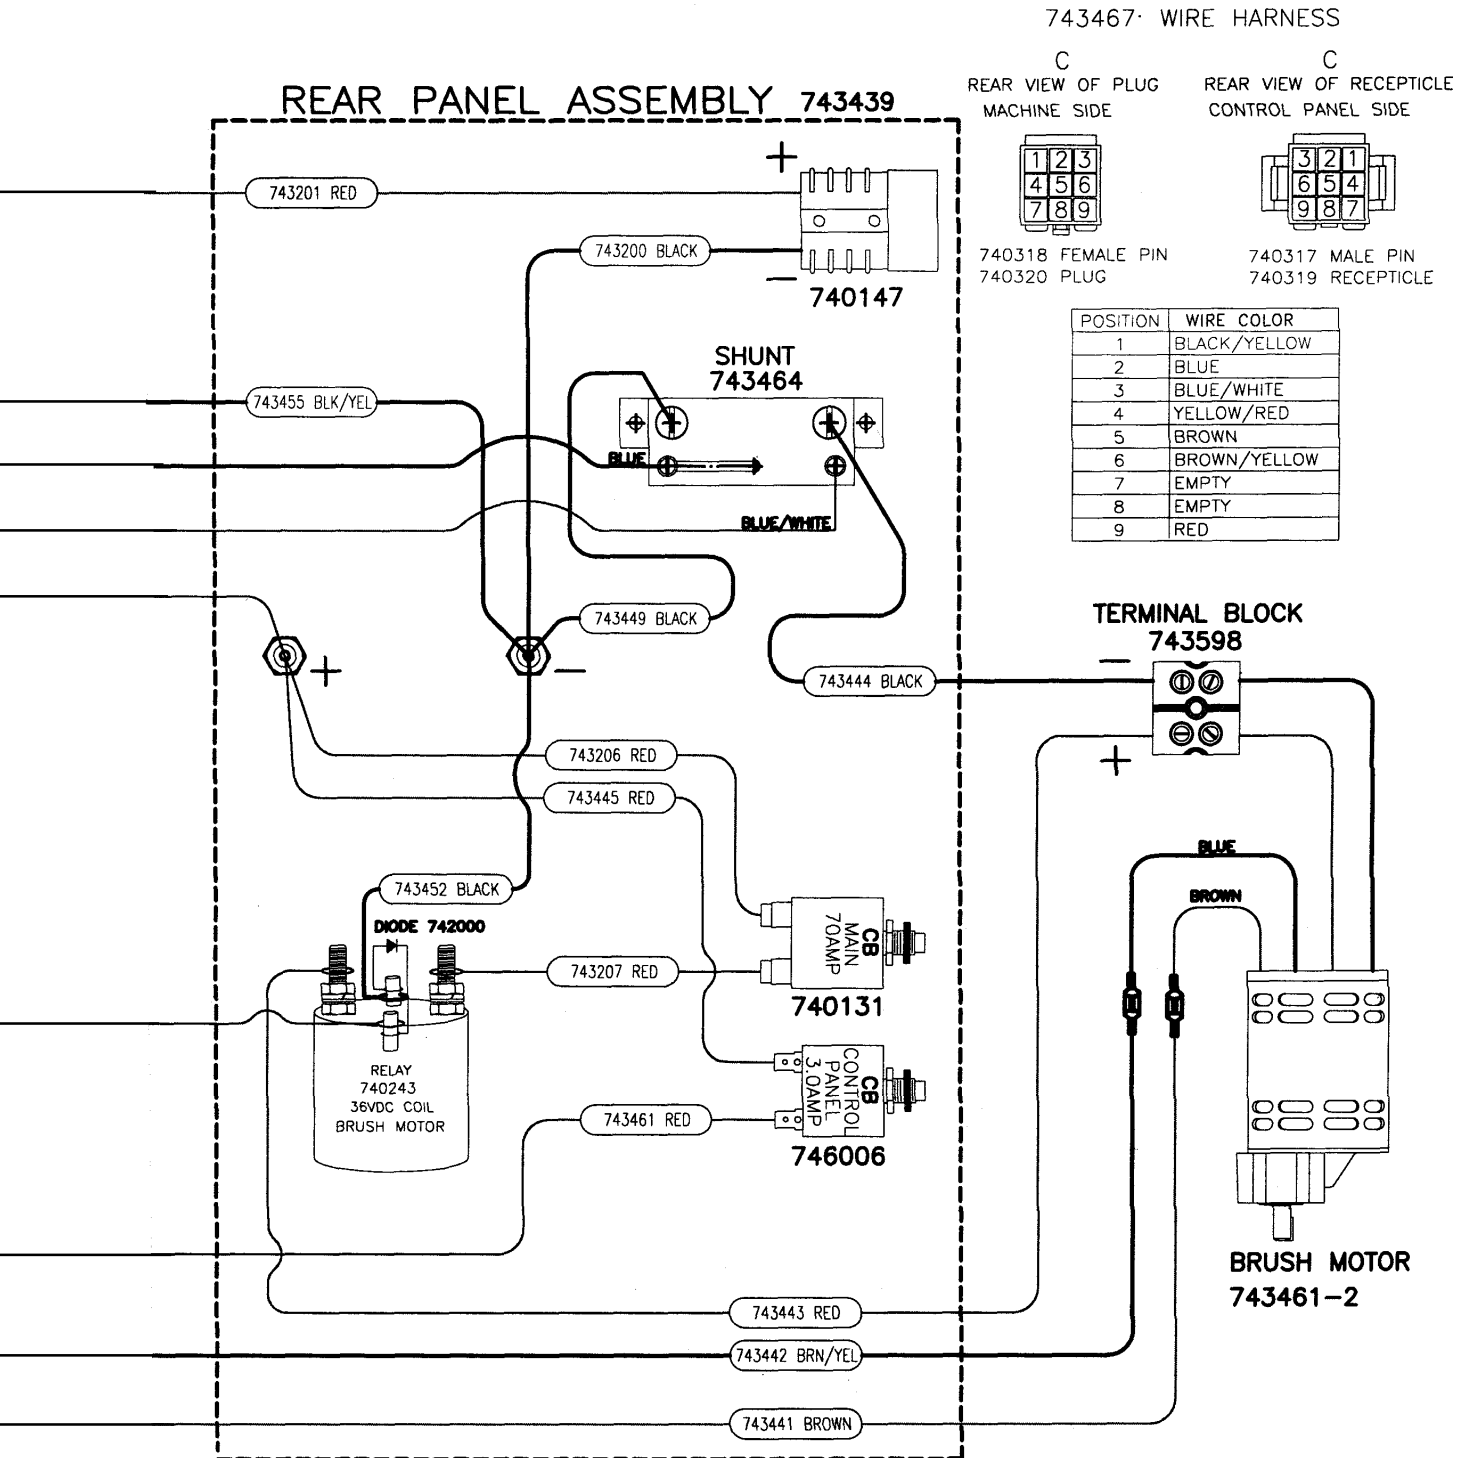 743467 WIRE HARNESS
C
REAR VIEW OF PLUG
MACHINE SIDE
1 2 3
4 5 6
7 8 9
740318 FEMALE PIN
740320 PLUG
C
REAR VIEW OF RECEPTICLE
CONTROL PANEL SIDE
3 2 1
6 5 4
9 8 7
740317 MALE PIN
740319 RECEPTICLE
POSITION WIRE COLOR
1 BLACK/YELLOW
2 BLUE
3 BLUE/WHITE
4 YELLOW/RED
5 BROWN
6 BROWN/YELLOW
7 EMPTY
8 EMPTY
9 RED
REAR PANEL ASSEMBLY 743439
+
743201 RED
743200 BLACK
−
740147
SHUNT
743464
743455 BLK/YEL
BLUE
BLUE/WHITE
743449 BLACK
+
−
743444 BLACK
TERMINAL BLOCK
743598
−
+
743206 RED
743445 RED
743452 BLACK
DIODE 742000
743207 RED
CB
MAIN
70AMP
740131
RELAY
740243
36VDC COIL
BRUSH MOTOR
CB
CONTROL
PANEL
3.0AMP
746006
743461 RED
BLUE
BROWN
BRUSH MOTOR
743461-2
743443 RED
743442 BRN/YEL
743441 BROWN